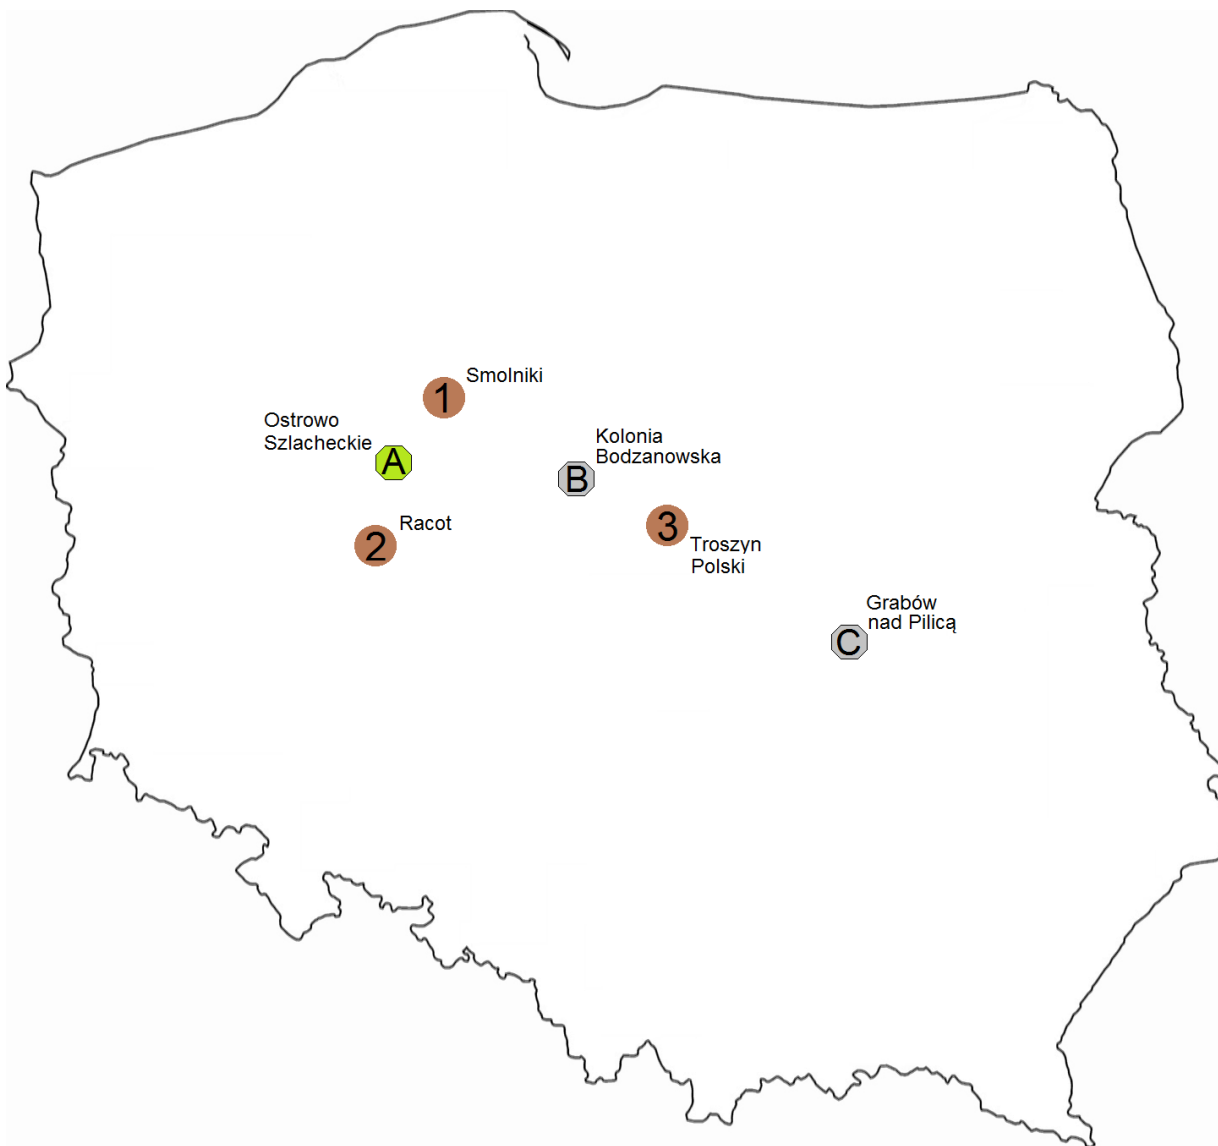 Smolniki
1
Ostrowo
Szlacheckie
A
Kolonia
Bodzanowska
B
Racot
2
3
Troszyn
Polski
Grabów
nad Pilicą
C